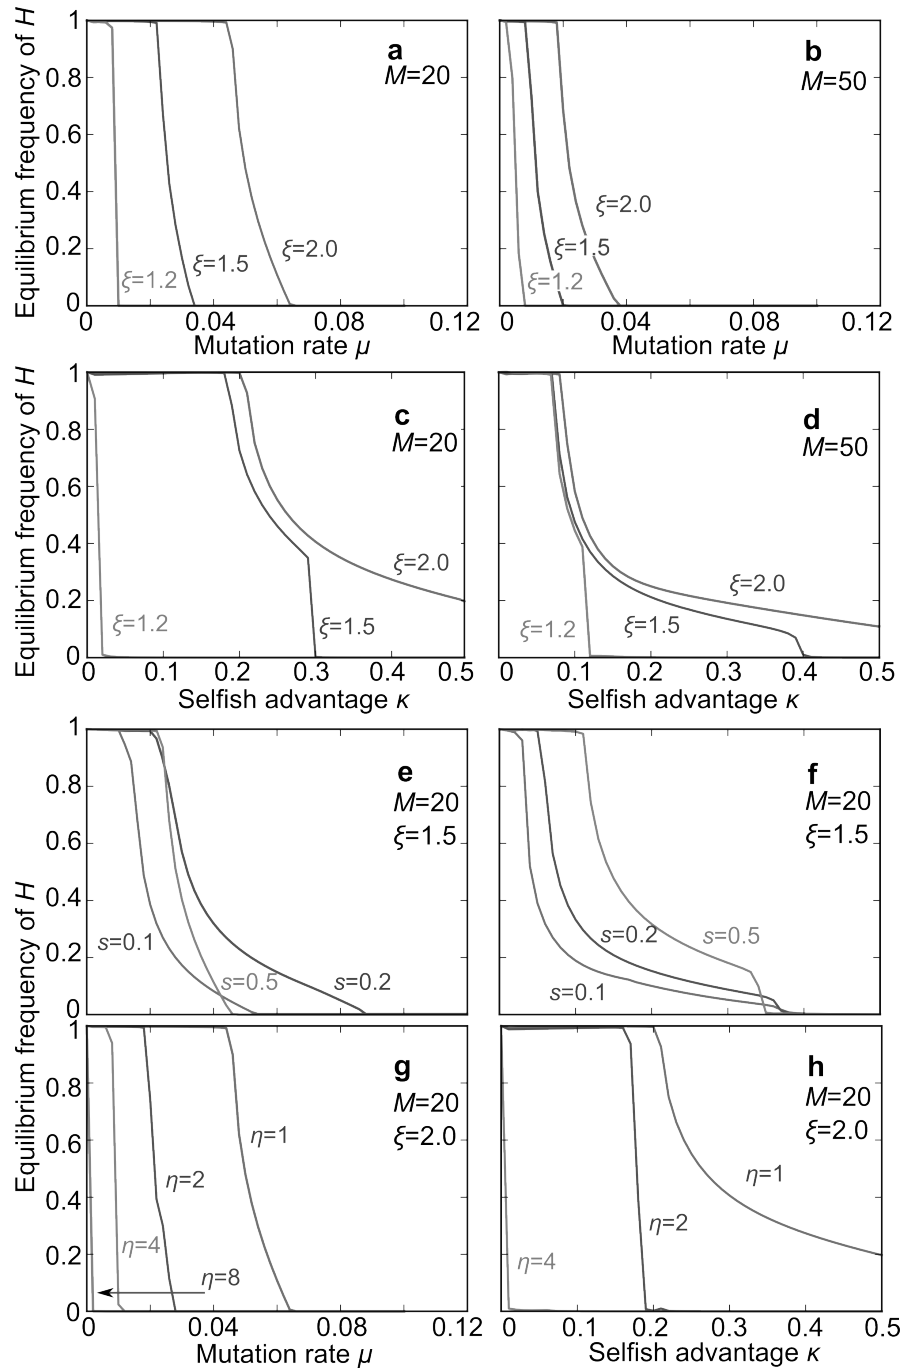 Equilibrium frequency of H
1
0.8
0.6
0.4
0.2
0
a
M=20
ξ=1.2
ξ=1.5
ξ=2.0
0
0.04
0.08
0.12
Mutation rate μ
b
M=50
ξ=2.0
ξ=1.5
ξ=1.2
0
0.04
0.08
0.12
Mutation rate μ
Equilibrium frequency of H
1
0.8
0.6
0.4
0.2
0
c
M=20
ξ=2.0
ξ=1.2
ξ=1.5
0
0.1
0.2
0.3
0.4
0.5
Selfish advantage κ
d
M=50
ξ=2.0
ξ=1.2
ξ=1.5
0
0.1
0.2
0.3
0.4
0.5
Selfish advantage κ
Equilibrium frequency of H
1
0.8
0.6
0.4
0.2
0
e
M=20
ξ=1.5
s=0.1
s=0.5
s=0.2
f
M=20
ξ=1.5
s=0.2
s=0.5
s=0.1
Equilibrium frequency of H
1
0.8
0.6
0.4
0.2
0
g
M=20
ξ=2.0
η=1
η=2
η=4
η=8
0
0.04
0.08
0.12
Mutation rate μ
h
M=20
ξ=2.0
η=1
η=2
η=4
0
0.1
0.2
0.3
0.4
0.5
Selfish advantage κ